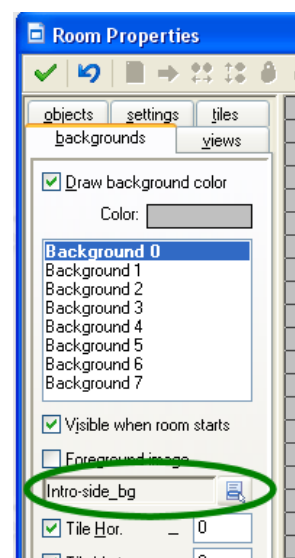 Room Properties
objects settings tiles
backgrounds views
Draw background color
Color:
Background 0
Background 1
Background 2
Background 3
Background 4
Background 5
Background 6
Background 7
Visible when room starts
Foreground image
Intro-side_bg
Tile Hor. 0